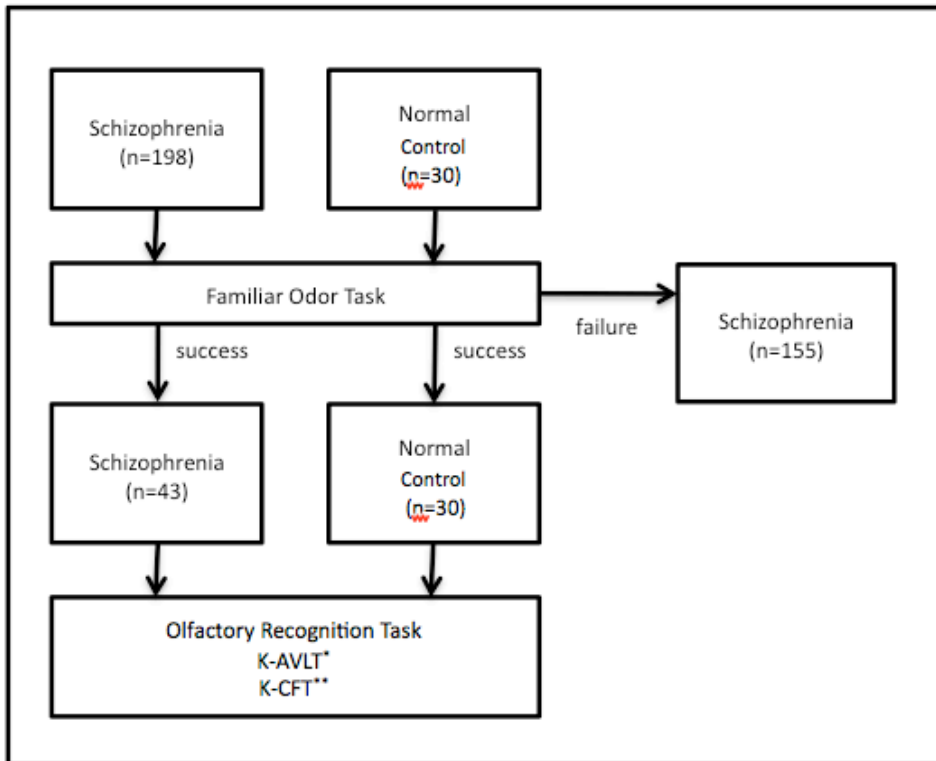 Schizophrenia
(n=198)
Normal
Control
(n=30)
Familiar Odor Task
success
success
failure
Schizophrenia
(n=155)
Schizophrenia
(n=43)
Normal
Control
(n=30)
Olfactory Recognition Task
K-AVLT*
K-CFT**